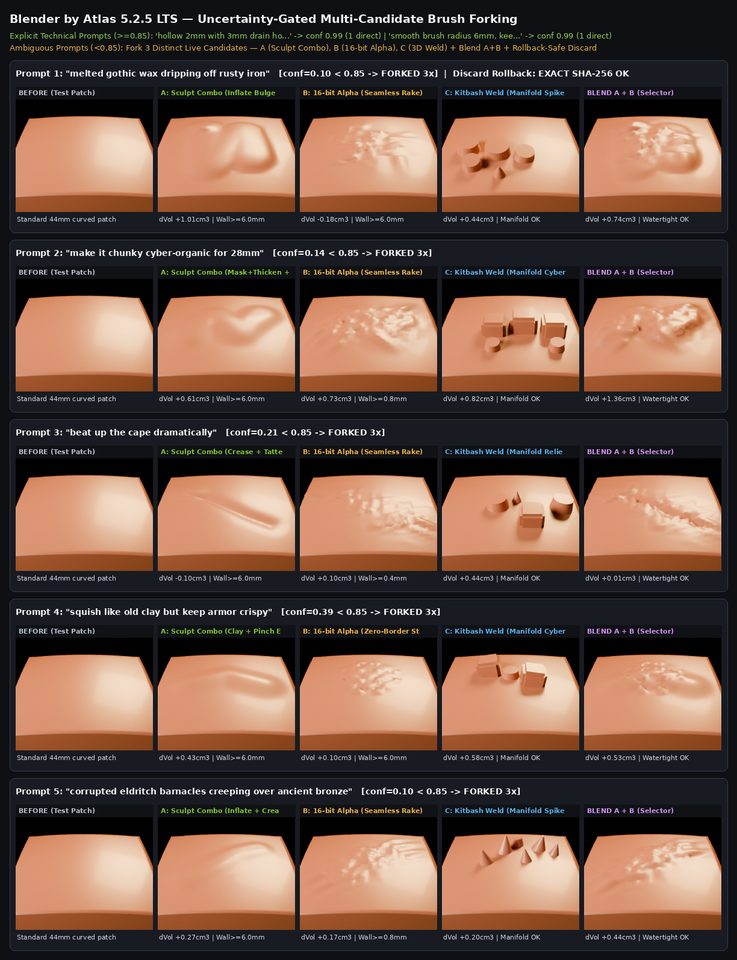 Blender by Atlas 5.2.5 LTS — Uncertainty-Gated Multi-Candidate Brush Forking
Explicit Technical Prompts (>=0.85): 'hollow 2mm with 3mm drain ho...' -> conf 0.99 (1 direct) | 'smooth brush radius 6mm, kee...' -> conf 0.99 (1 direct)
Ambiguous Prompts (<0.85): Fork 3 Distinct Live Candidates — A (Sculpt Combo), B (16-bit Alpha), C (3D Weld) + Blend A+B + Rollback-Safe Discard
Prompt 1: "melted gothic wax dripping off rusty iron" [conf=0.10 < 0.85 -> FORKED 3x] | Discard Rollback: EXACT SHA-256 OK
BEFORE (Test Patch) A: Sculpt Combo (Inflate Bulge B: 16-bit Alpha (Seamless Rake) C: Kitbash Weld (Manifold Spike BLEND A + B (Selector)
Standard 44mm curved patch dVol +1.01cm3 | Wall>=6.0mm dVol -0.18cm3 | Wall>=6.0mm dVol +0.44cm3 | Manifold OK dVol +0.74cm3 | Watertight OK
Prompt 2: "make it chunky cyber-organic for 28mm" [conf=0.14 < 0.85 -> FORKED 3x]
BEFORE (Test Patch) A: Sculpt Combo (Mask+Thicken + B: 16-bit Alpha (Seamless Rake) C: Kitbash Weld (Manifold Cyber BLEND A + B (Selector)
Standard 44mm curved patch dVol +0.61cm3 | Wall>=6.0mm dVol +0.73cm3 | Wall>=0.8mm dVol +0.82cm3 | Manifold OK dVol +1.36cm3 | Watertight OK
Prompt 3: "beat up the cape dramatically" [conf=0.21 < 0.85 -> FORKED 3x]
BEFORE (Test Patch) A: Sculpt Combo (Crease + Tatte B: 16-bit Alpha (Seamless Rake) C: Kitbash Weld (Manifold Relie BLEND A + B (Selector)
Standard 44mm curved patch dVol -0.10cm3 | Wall>=6.0mm dVol +0.10cm3 | Wall>=0.4mm dVol +0.44cm3 | Manifold OK dVol +0.01cm3 | Watertight OK
Prompt 4: "squish like old clay but keep armor crispy" [conf=0.39 < 0.85 -> FORKED 3x]
BEFORE (Test Patch) A: Sculpt Combo (Clay + Pinch E B: 16-bit Alpha (Zero-Border St C: Kitbash Weld (Manifold Cyber BLEND A + B (Selector)
Standard 44mm curved patch dVol +0.43cm3 | Wall>=6.0mm dVol +0.10cm3 | Wall>=6.0mm dVol +0.58cm3 | Manifold OK dVol +0.53cm3 | Watertight OK
Prompt 5: "corrupted eldritch barnacles creeping over ancient bronze" [conf=0.10 < 0.85 -> FORKED 3x]
BEFORE (Test Patch) A: Sculpt Combo (Inflate + Crea B: 16-bit Alpha (Seamless Rake) C: Kitbash Weld (Manifold Spike BLEND A + B (Selector)
Standard 44mm curved patch dVol +0.27cm3 | Wall>=6.0mm dVol +0.17cm3 | Wall>=0.8mm dVol +0.20cm3 | Manifold OK dVol +0.44cm3 | Watertight OK